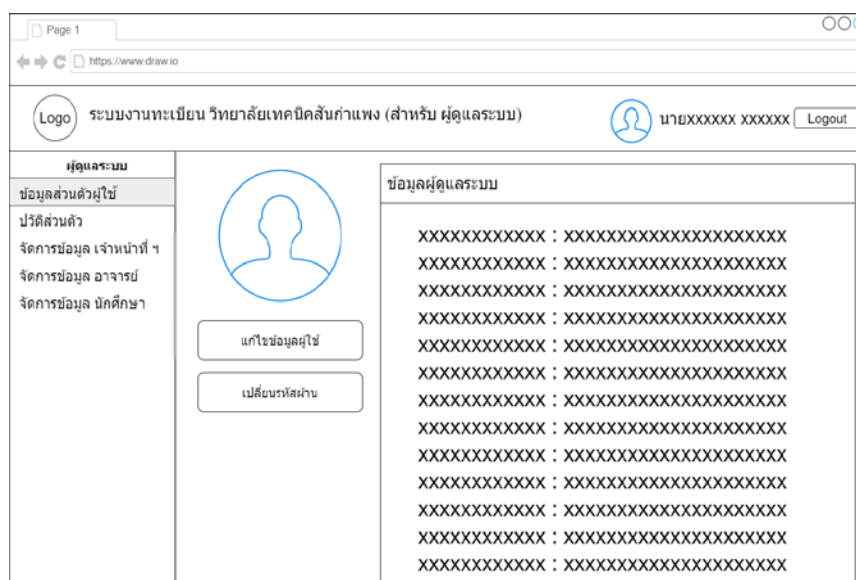 Page 1
https://www.draw.io
Logo
ระบบงานทะเบียน วิทยาลัยเทคนิคสันกำแพง (สำหรับ ผู้ดูแลระบบ)
นายxxxxxx xxxxxx
Logout
ผู้ดูแลระบบ
ข้อมูลส่วนตัวผู้ใช้
ปวัติส่วนตัว
จัดการข้อมูล เจ้าหน้าที่ ฯ
จัดการข้อมูล อาจารย์
จัดการข้อมูล นักศึกษา
แก้ไขข้อมูลผู้ใช้
เปลี่ยนรหัสผ่าน
ข้อมูลผู้ดูแลระบบ
xxxxxxxxxxxx : xxxxxxxxxxxxxxxxxxxxx
xxxxxxxxxxxx : xxxxxxxxxxxxxxxxxxxxx
xxxxxxxxxxxx : xxxxxxxxxxxxxxxxxxxxx
xxxxxxxxxxxx : xxxxxxxxxxxxxxxxxxxxx
xxxxxxxxxxxx : xxxxxxxxxxxxxxxxxxxxx
xxxxxxxxxxxx : xxxxxxxxxxxxxxxxxxxxx
xxxxxxxxxxxx : xxxxxxxxxxxxxxxxxxxxx
xxxxxxxxxxxx : xxxxxxxxxxxxxxxxxxxxx
xxxxxxxxxxxx : xxxxxxxxxxxxxxxxxxxxx
xxxxxxxxxxxx : xxxxxxxxxxxxxxxxxxxxx
xxxxxxxxxxxx : xxxxxxxxxxxxxxxxxxxxx
xxxxxxxxxxxx : xxxxxxxxxxxxxxxxxxxxx
xxxxxxxxxxxx : xxxxxxxxxxxxxxxxxxxxx